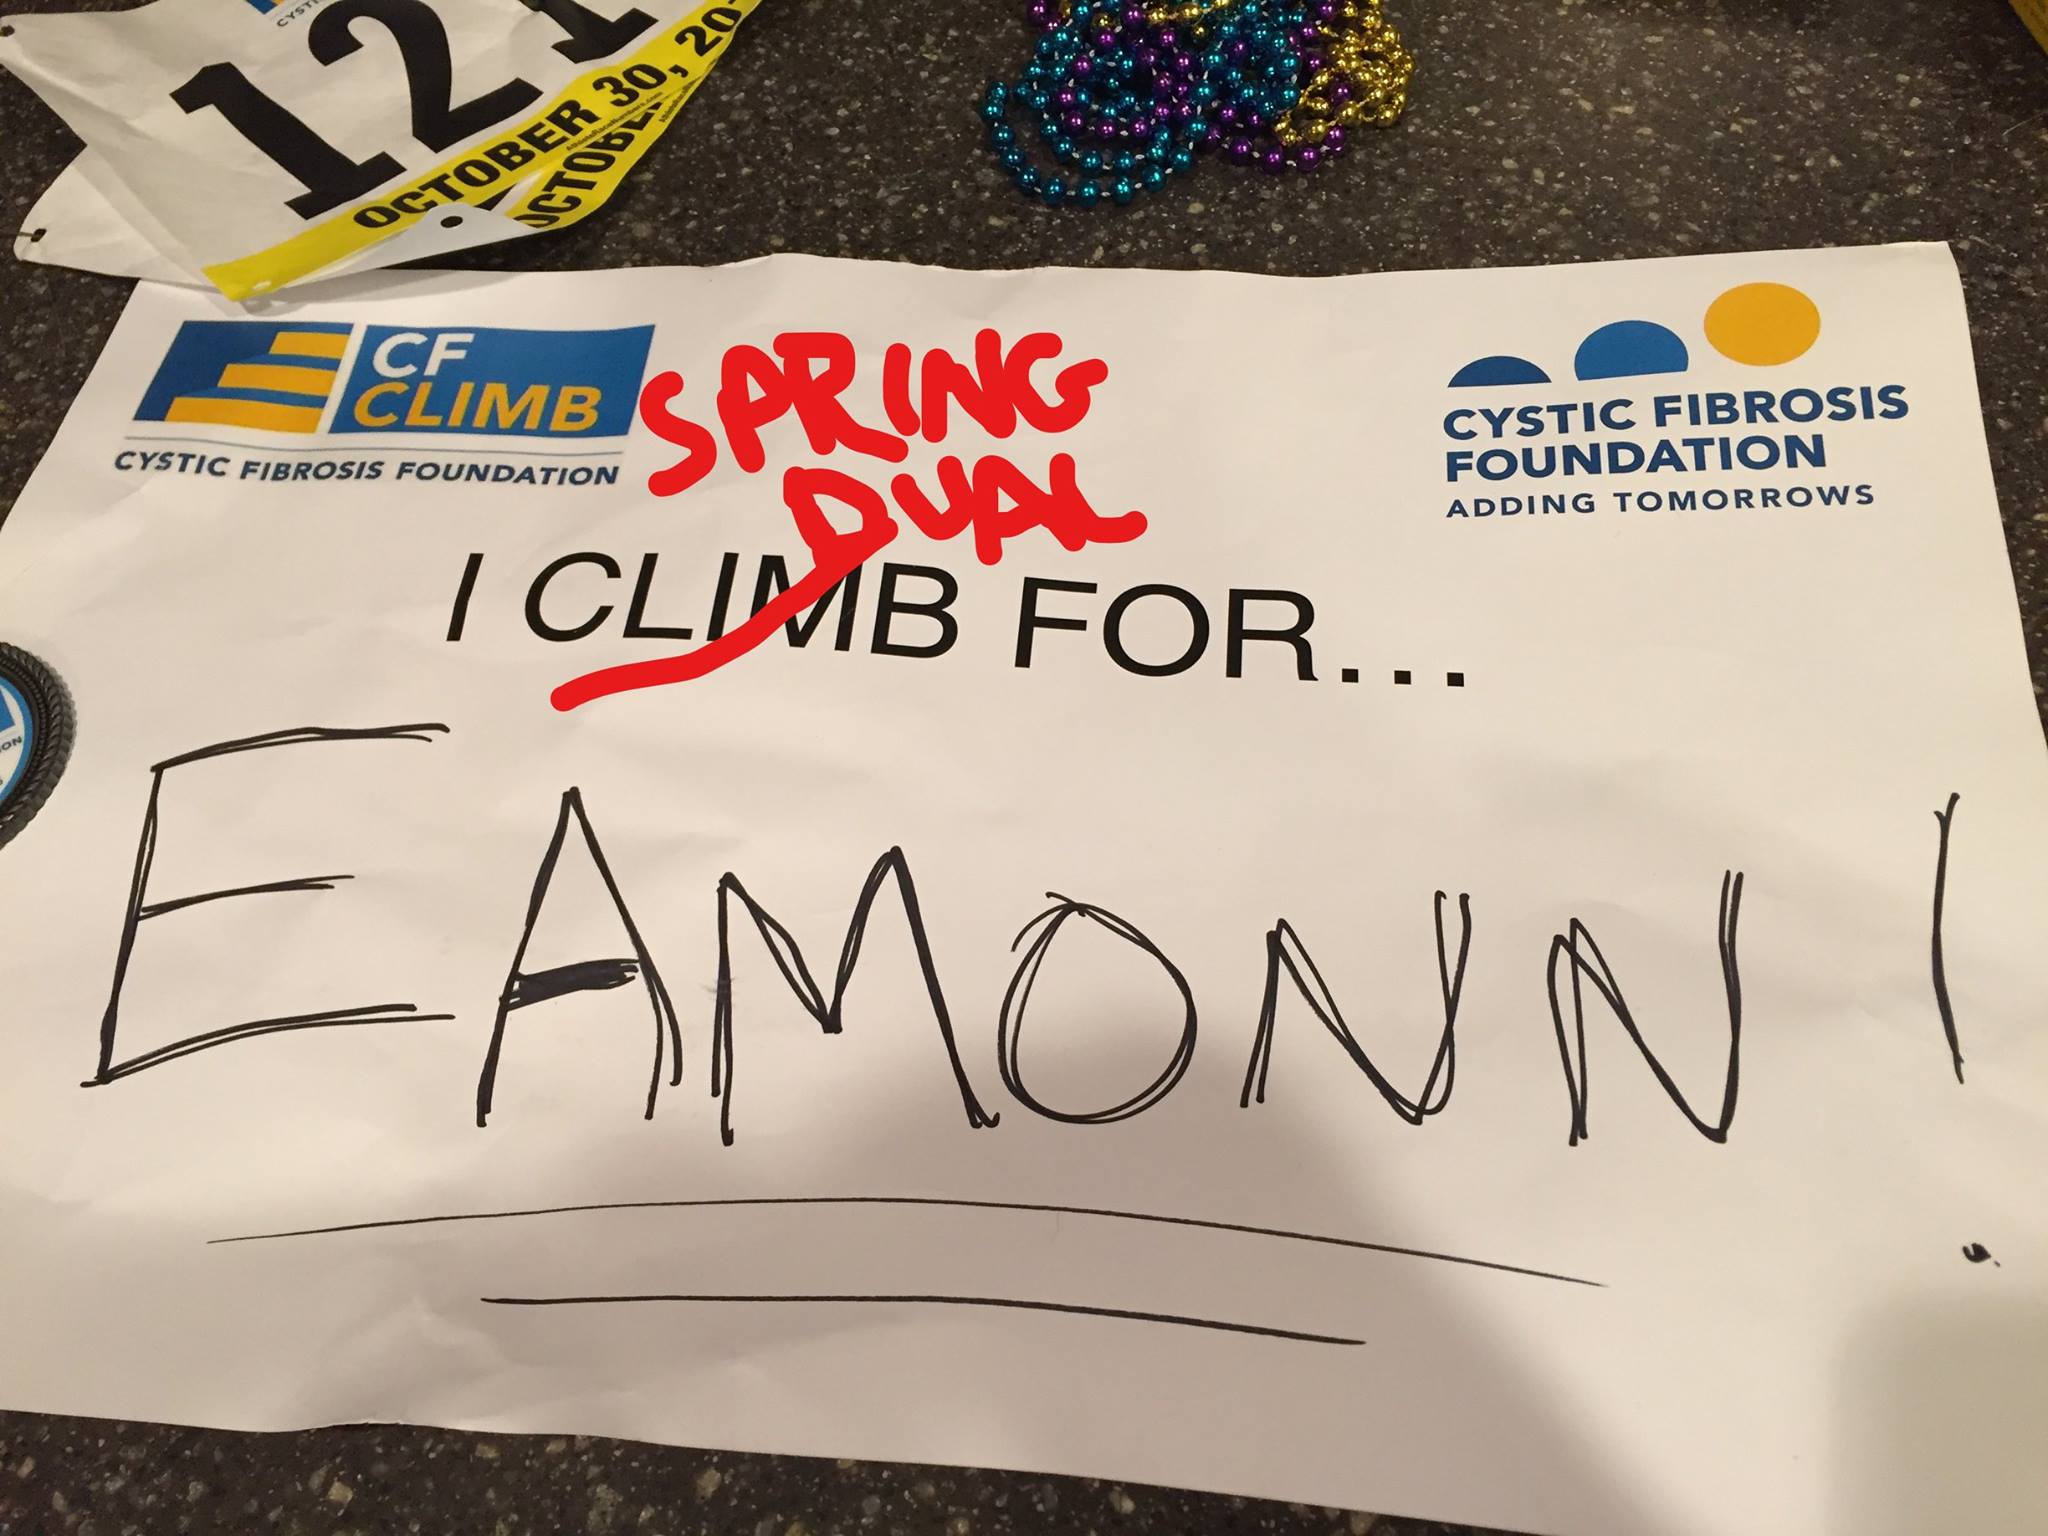 121
OCTOBER 30, 20
CF
CLIMB
CYSTIC FIBROSIS FOUNDATION
SPRING
DUAL
CYSTIC FIBROSIS
FOUNDATION
ADDING TOMORROWS
I CLIMB FOR...
EAMONN!